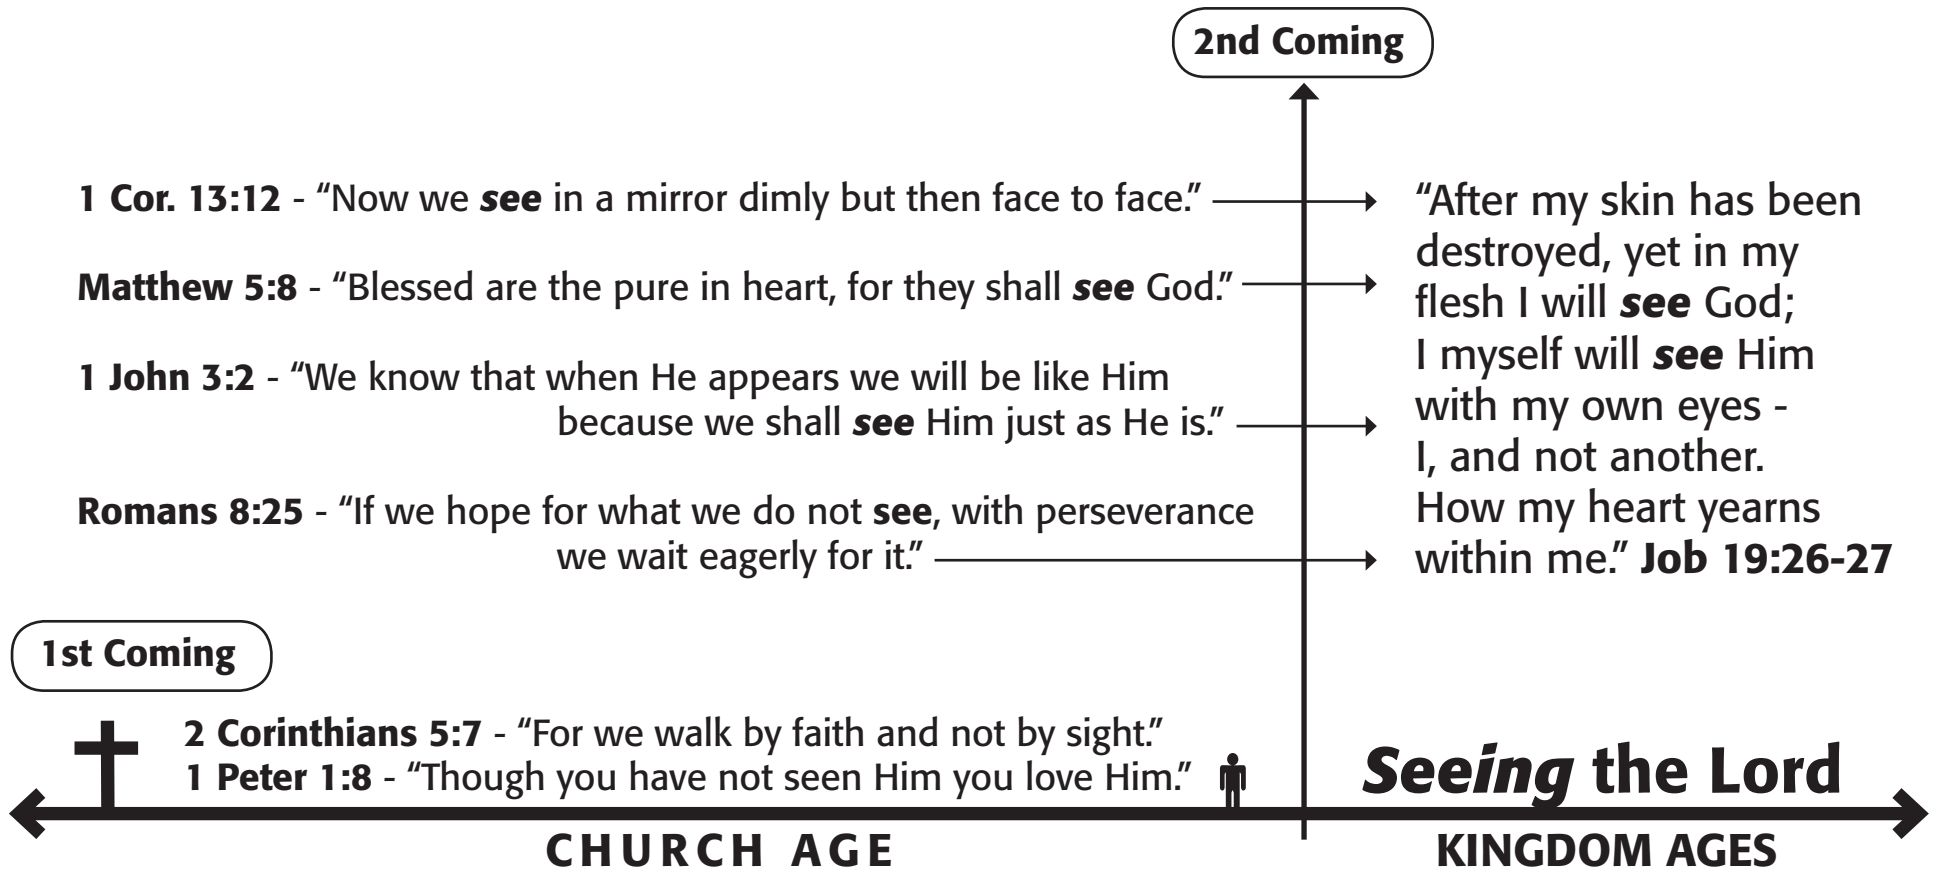 2nd Coming
1 Cor. 13:12 - “Now we see in a mirror dimly but then face to face.”
Matthew 5:8 - “Blessed are the pure in heart, for they shall see God.”
1 John 3:2 - “We know that when He appears we will be like Him
because we shall see Him just as He is.”
Romans 8:25 - “If we hope for what we do not see, with perseverance
we wait eagerly for it.”
“After my skin has been
destroyed, yet in my
flesh I will see God;
I myself will see Him
with my own eyes -
I, and not another.
How my heart yearns
within me.” Job 19:26-27
1st Coming
2 Corinthians 5:7 - “For we walk by faith and not by sight.”
1 Peter 1:8 - “Though you have not seen Him you love Him.”
Seeing the Lord
CHURCH AGE
KINGDOM AGES